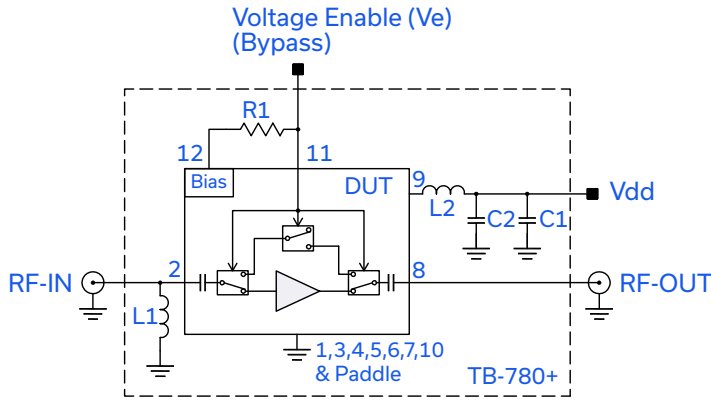 Voltage Enable (Ve)
(Bypass)
R1
12
11
Bias
DUT
9
L2
C2
C1
Vdd
RF-IN
2
8
RF-OUT
L1
1,3,4,5,6,7,10
& Paddle
TB-780+